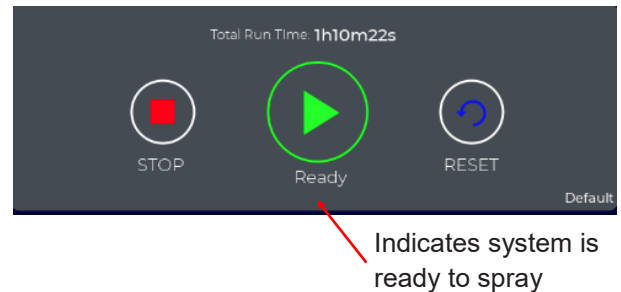 Total Run TIme: 1h10m22s
STOP
Ready
RESET
Default
Indicates system is
ready to spray